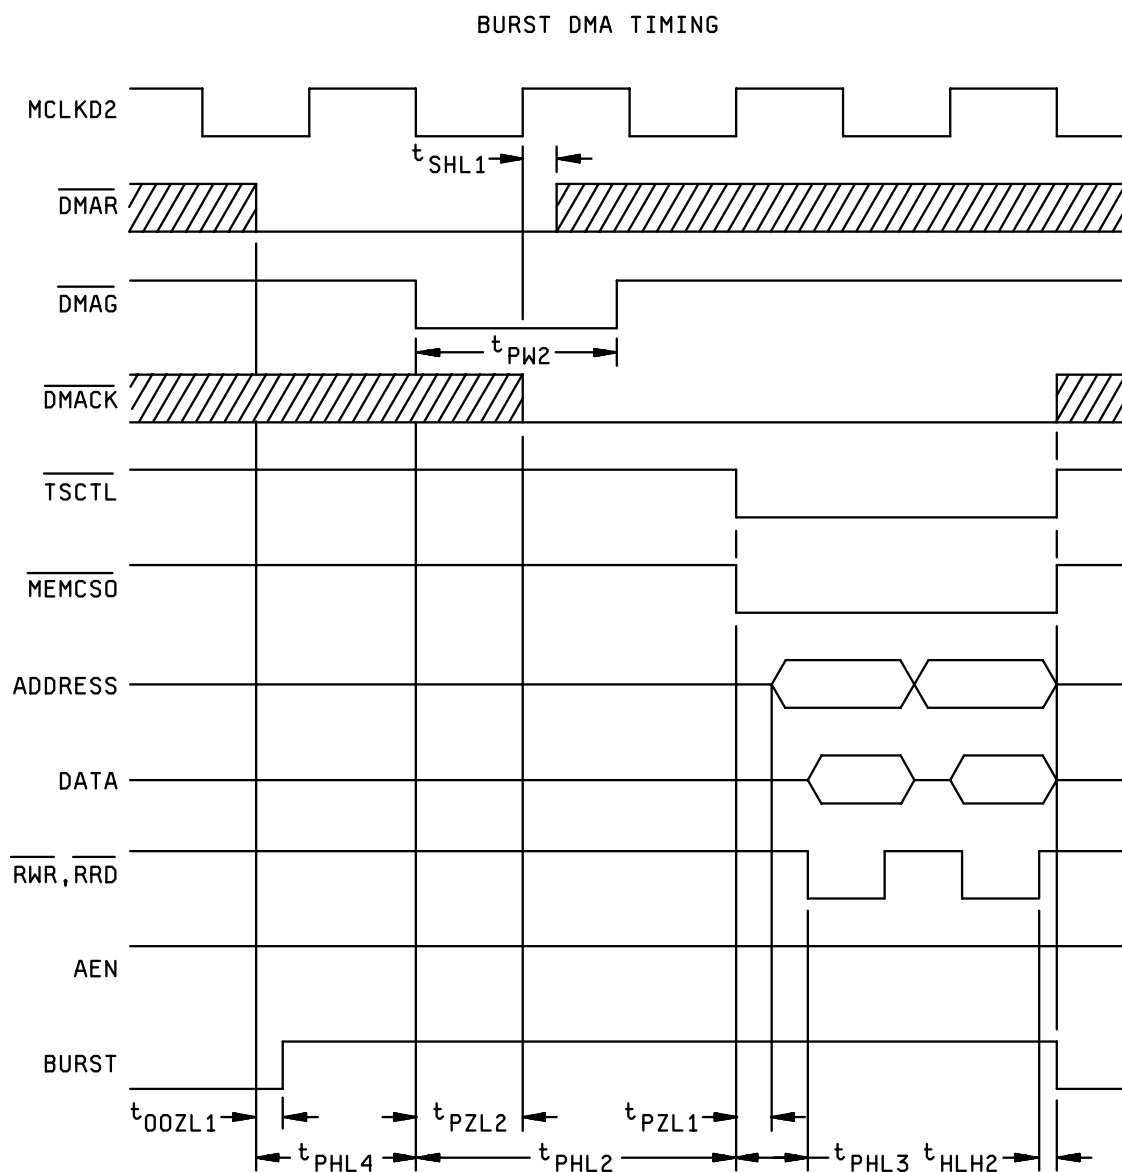 BURST DMA TIMING
MCLKD2
tSHL1
DMAR
DMAG
tPW2
DMACK
TSCTL
MEMCSO
ADDRESS
DATA
RWR,RRD
AEN
BURST
tOOZL1 tPZL2 tPZL1
tPHL4 tPHL2 tPHL3 tHLH2